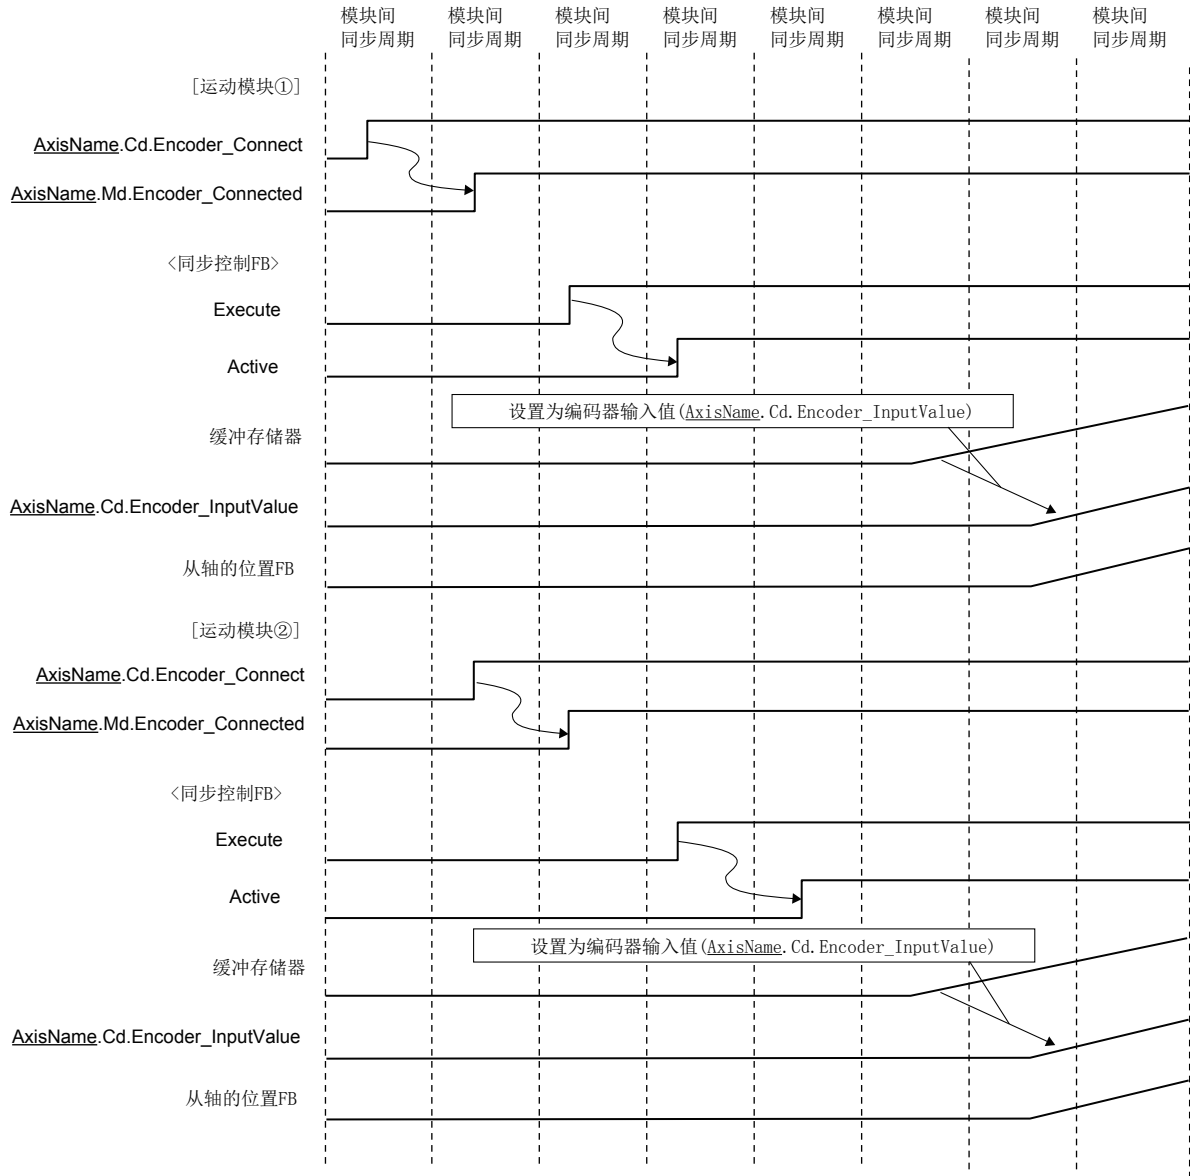 模块间 模块间 模块间 模块间 模块间 模块间 模块间 模块间
同步周期 同步周期 同步周期 同步周期 同步周期 同步周期 同步周期 同步周期
[运动模块①]
AxisName.Cd.Encoder_Connect
AxisName.Md.Encoder_Connected
<同步控制FB>
Execute
Active
设置为编码器输入值(AxisName.Cd.Encoder_InputValue)
缓冲存储器
AxisName.Cd.Encoder_InputValue
从轴的位置FB
[运动模块②]
AxisName.Cd.Encoder_Connect
AxisName.Md.Encoder_Connected
<同步控制FB>
Execute
Active
设置为编码器输入值(AxisName.Cd.Encoder_InputValue)
缓冲存储器
AxisName.Cd.Encoder_InputValue
从轴的位置FB